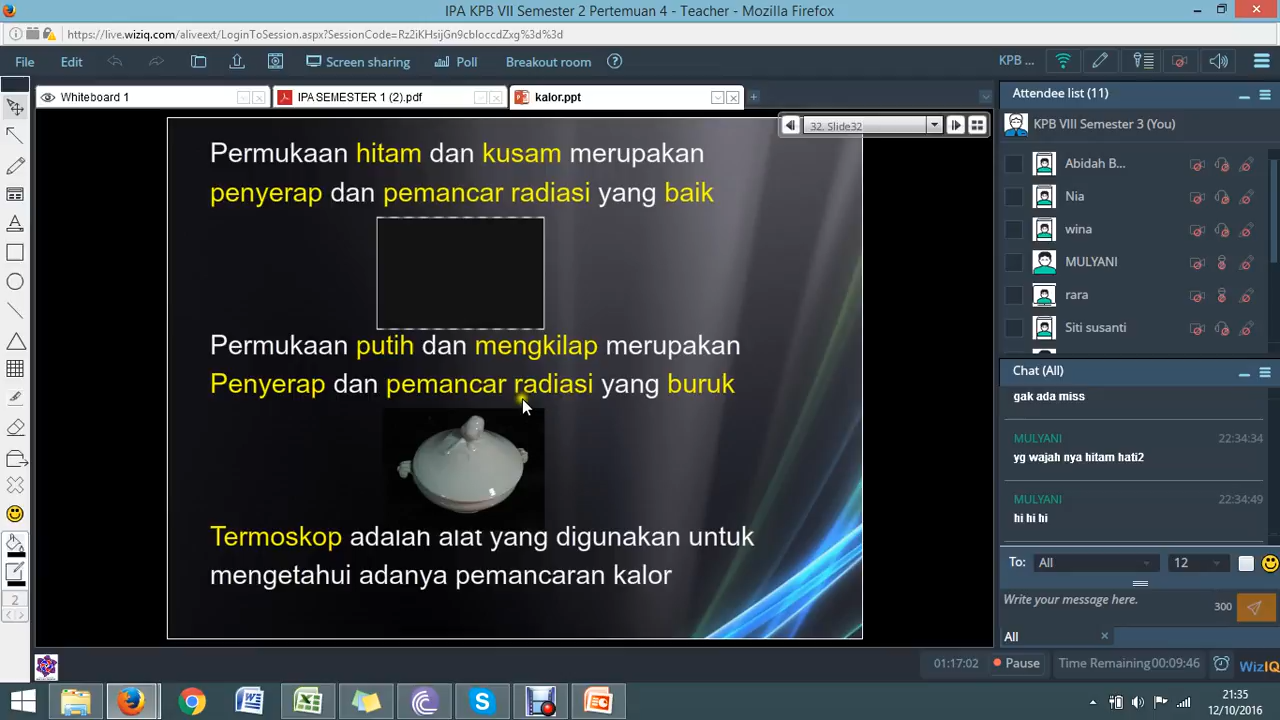 IPA KPB VII Semester 2 Pertemuan 4 - Teacher - Mozilla Firefox
https://live.wiziq.com/aliveext/LoginToSession.aspx?SessionCode=Rz2iKHsijGn9cbloccdZxg%3d%3d
File Edit Screen sharing Poll Breakout room KPB ...
Whiteboard 1 IPASEMESTER 1 (2).pdf kalor.ppt
32. Slide32
Permukaan hitam dan kusam merupakan
penyerap dan pemancar radiasi yang baik
Permukaan putih dan mengkilap merupakan
Penyerap dan pemancar radiasi yang buruk
Termoskop adalah alat yang digunakan untuk
mengetahui adanya pemancaran kalor
Attendee list (11)
KPB VIII Semester 3 (You)
Abidah B...
Nia
wina
MULYANI
rara
Siti susanti
Chat (All)
gak ada miss
MULYANI 22:34:34
yg wajah nya hitam hati2
MULYANI 22:34:49
hi hi hi
To: All 12
Write your message here. 300
All
2
01:17:02 Pause Time Remaining 00:09:46 WizIQ
21:35
12/10/2016